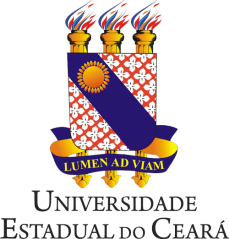 LUMEN AD VIAM
UNIVERSIDADE
ESTADUAL DO CEARÁ